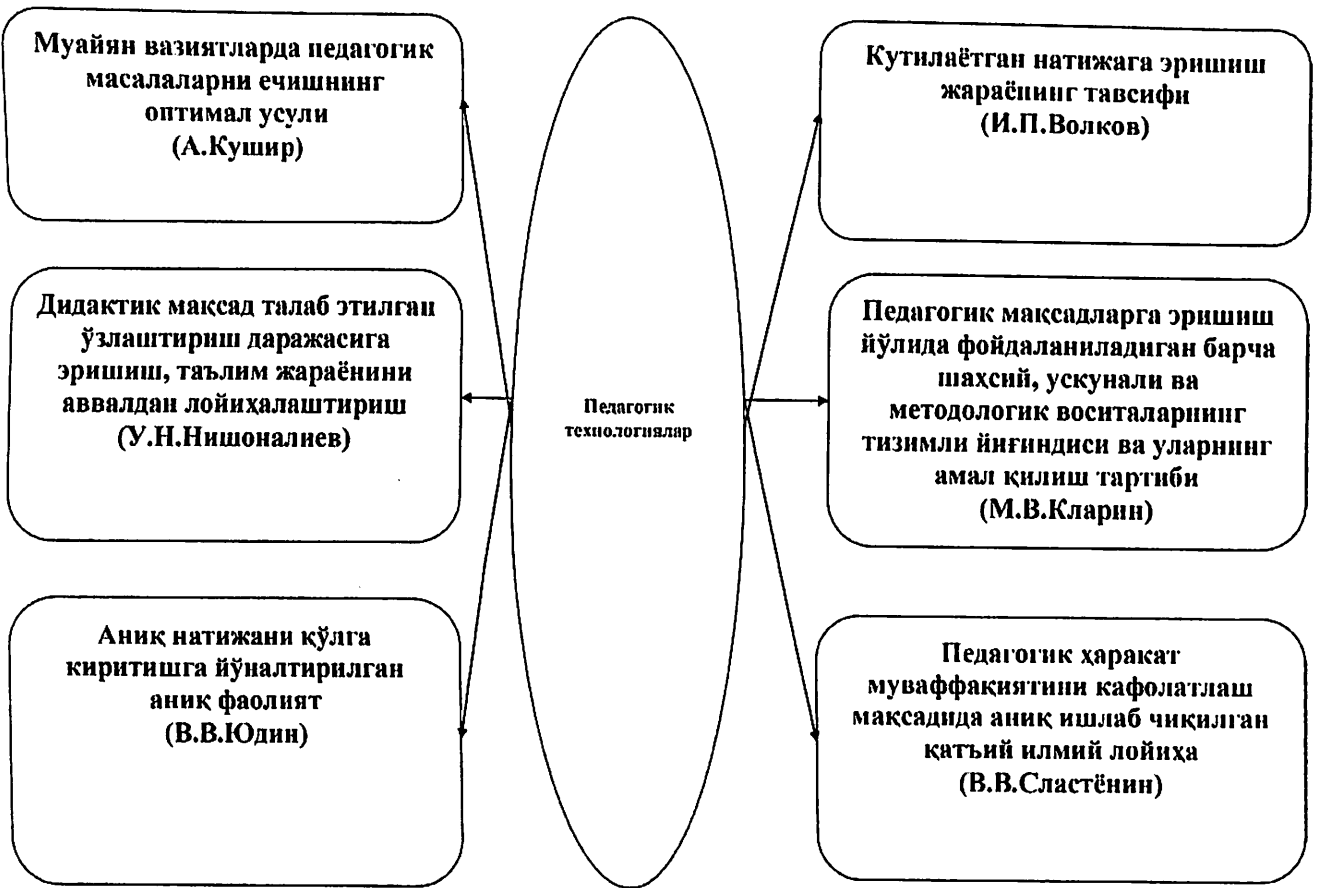 Муайян вазиятларда педагогик
масалаларни ечишнинг
оптимал усули
(А.Кушир)
Дидактик мақсад талаб этилган
ўзлаштириш даражасига
эришиш, таълим жараёнини
аввалдан лойиҳалаштириш
(У.Н.Нишоналиев)
Аниқ натижани қўлга
киритишга йўналтирилган
аниқ фаолият
(В.В.Юдин)
Педагогик
технологиялар
Кутилаётган натижага эришиш
жараёнинг тавсифи
(И.П.Волков)
Педагогик мақсадларга эришиш
йўлида фойдаланиладиган барча
шахсий, ускунали ва
методологик воситаларнинг
тизимли йиғиндиси ва уларнинг
амал қилиш тартиби
(М.В.Кларин)
Педагогик ҳаракат
муваффақиятини кафолатлаш
мақсадида аниқ ишлаб чиқилган
қатъий илмий лойиҳа
(В.В.Сластёнин)